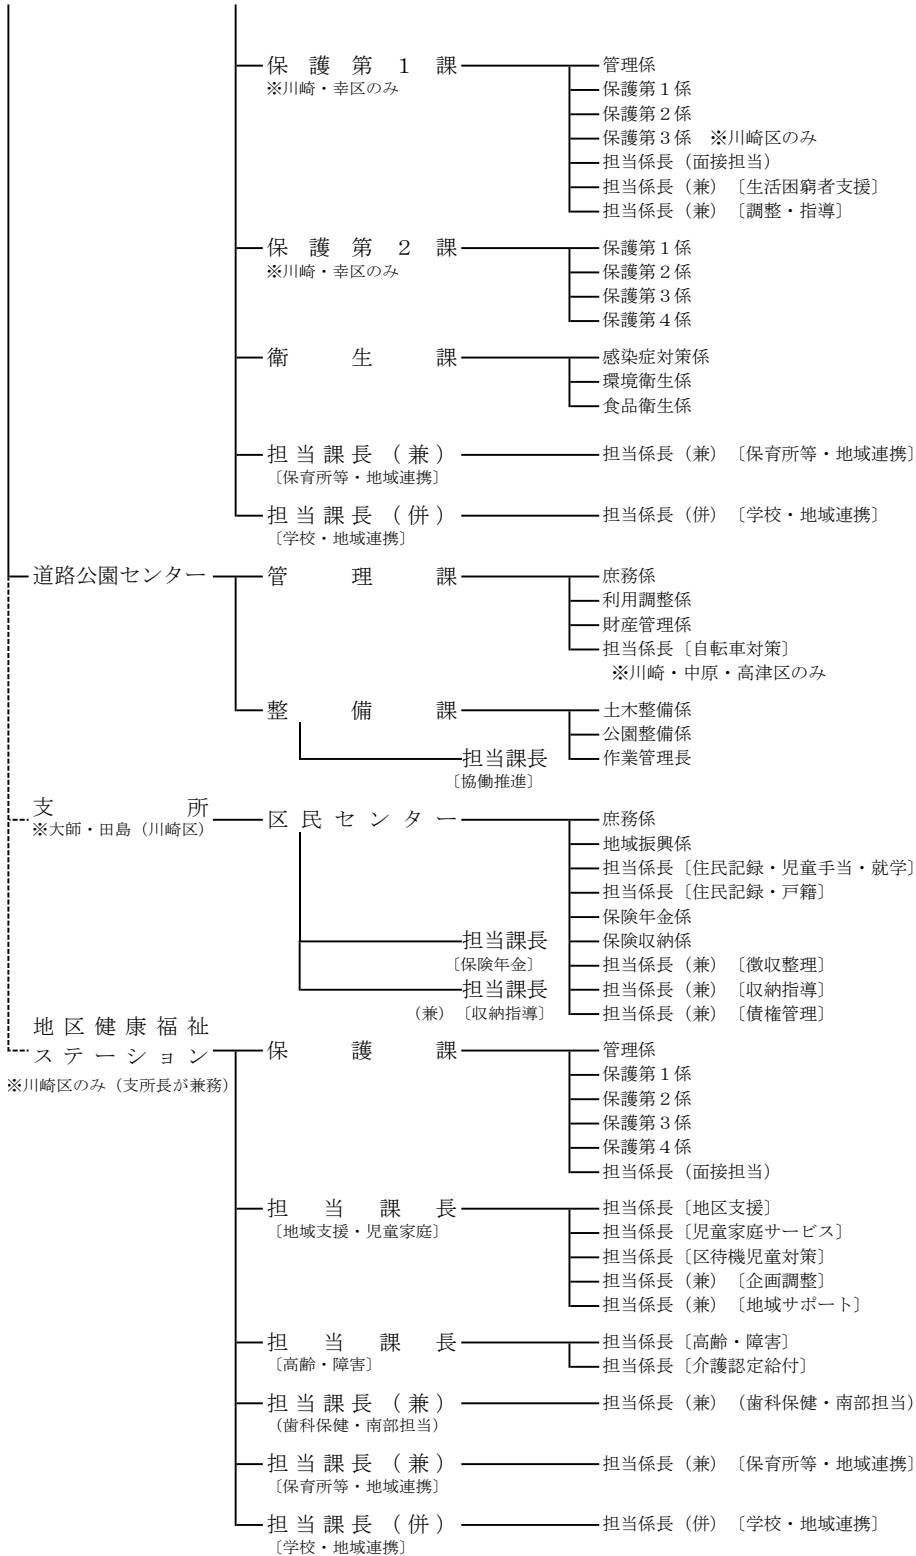 保護第１課 管理係
※川崎・幸区のみ
保護第１係
保護第２係
保護第３係 ※川崎区のみ
担当係長（面接担当）
担当係長（兼）〔生活困窮者支援〕
担当係長（兼）〔調整・指導〕
保護第２課 保護第１係
※川崎・幸区のみ
保護第２係
保護第３係
保護第４係
衛生課 感染症対策係
環境衛生係
食品衛生係
担当課長（兼） 担当係長（兼）〔保育所等・地域連携〕
〔保育所等・地域連携〕
担当課長（併） 担当係長（併）〔学校・地域連携〕
〔学校・地域連携〕
道路公園センター 管理課 庶務係
利用調整係
財産管理係
担当係長〔自転車対策〕
※川崎・中原・高津区のみ
整備課 土木整備係
公園整備係
担当課長 作業管理長
〔協働推進〕
支所 区民センター 庶務係
※大師・田島（川崎区）
地域振興係
担当係長〔住民記録・児童手当・就学〕
担当係長〔住民記録・戸籍〕
保険年金係
担当課長 保険収納係
〔保険年金〕 担当係長（兼）〔徴収整理〕
担当課長 担当係長（兼）〔収納指導〕
（兼）〔収納指導〕 担当係長（兼）〔債権管理〕
地区健康福祉
ステーション 保護課 管理係
※川崎区のみ（支所長が兼務）
保護第１係
保護第２係
保護第３係
保護第４係
担当係長（面接担当）
担当課長 担当係長〔地区支援〕
〔地域支援・児童家庭〕 担当係長〔児童家庭サービス〕
担当係長〔区待機児童対策〕
担当係長（兼）〔企画調整〕
担当係長（兼）〔地域サポート〕
担当課長 担当係長〔高齢・障害〕
〔高齢・障害〕 担当係長〔介護認定給付〕
担当課長（兼） 担当係長（兼）（歯科保健・南部担当）
（歯科保健・南部担当）
担当課長（兼） 担当係長（兼）〔保育所等・地域連携〕
〔保育所等・地域連携〕
担当課長（併） 担当係長（併）〔学校・地域連携〕
〔学校・地域連携〕